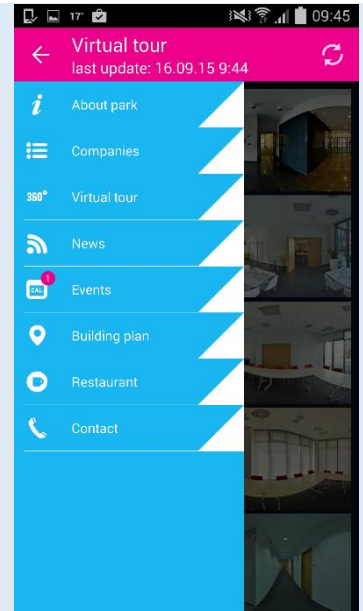 17° 09:45
Virtual tour
last update: 16.09.15 9:44
About park
Companies
360° Virtual tour
News
1
CAL Events
Building plan
Restaurant
Contact